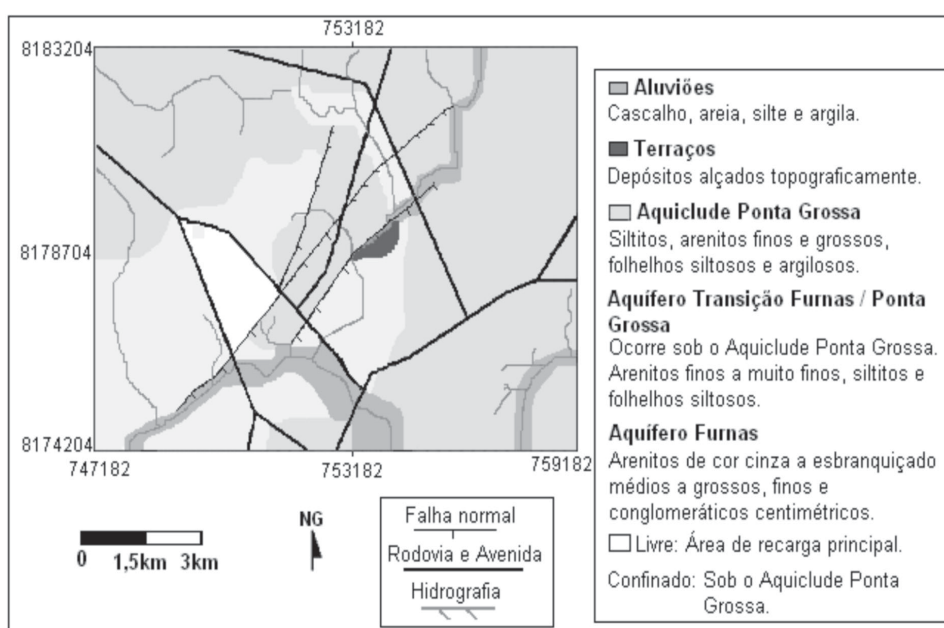 753182
8183204
8178704
8174204
747182
753182
759182
0 1,5km 3km
NG
Falha normal
Rodovia e Avenida
Hidrografia
Aluviões
Cascalho, areia, silte e argila.
Terraços
Depósitos alçados topograficamente.
Aquiclude Ponta Grossa
Siltitos, arenitos finos e grossos,
folhelhos siltosos e argilosos.
Aquífero Transição Furnas / Ponta
Grossa
Ocorre sob o Aquiclude Ponta Grossa.
Arenitos finos a muito finos, siltitos e
folhelhos siltosos.
Aquífero Furnas
Arenitos de cor cinza a esbranquiçado
médios a grossos, finos e
conglomeráticos centimétricos.
Livre: Área de recarga principal.
Confinado: Sob o Aquiclude Ponta
Grossa.